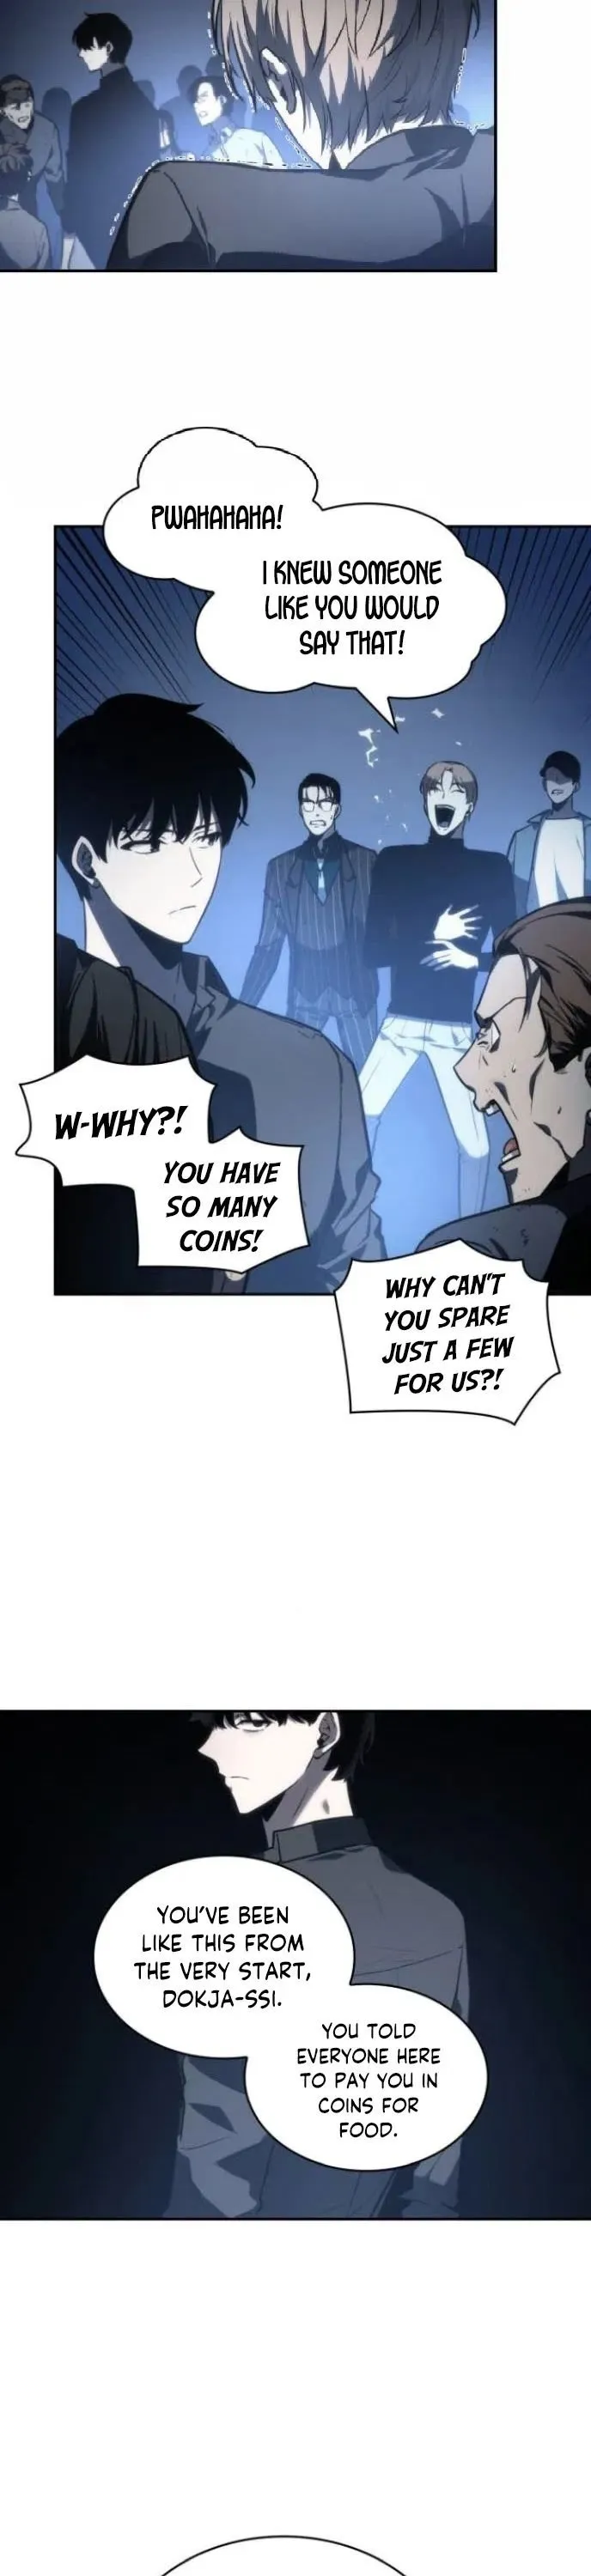 PWAHAHAHA!
I KNEW SOMEONE
LIKE YOU WOULD
SAY THAT!
W-WHY?!
YOU HAVE
SO MANY
COINS!
WHY CAN'T
YOU SPARE
JUST A FEW
FOR US?!
YOU'VE BEEN
LIKE THIS FROM
THE VERY START,
DOKJA-SSI.
YOU TOLD
EVERYONE HERE
TO PAY YOU IN
COINS FOR
FOOD.